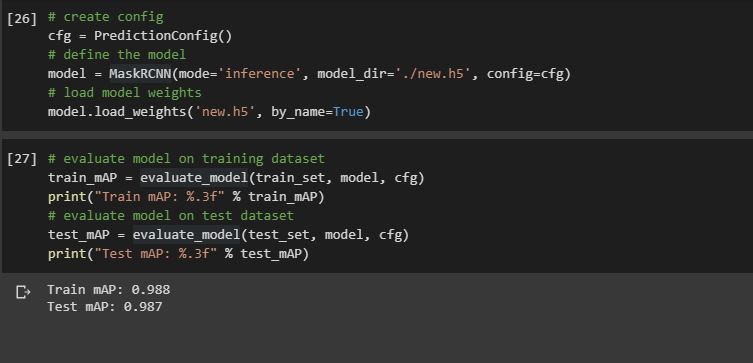 [26] # create config
cfg = PredictionConfig()
# define the model
model = MaskRCNN(mode='inference', model_dir='./new.h5', config=cfg)
# load model weights
model.load_weights('new.h5', by_name=True)
[27] # evaluate model on training dataset
train_mAP = evaluate_model(train_set, model, cfg)
print("Train mAP: %.3f" % train_mAP)
# evaluate model on test dataset
test_mAP = evaluate_model(test_set, model, cfg)
print("Test mAP: %.3f" % test_mAP)
Train mAP: 0.988
Test mAP: 0.987